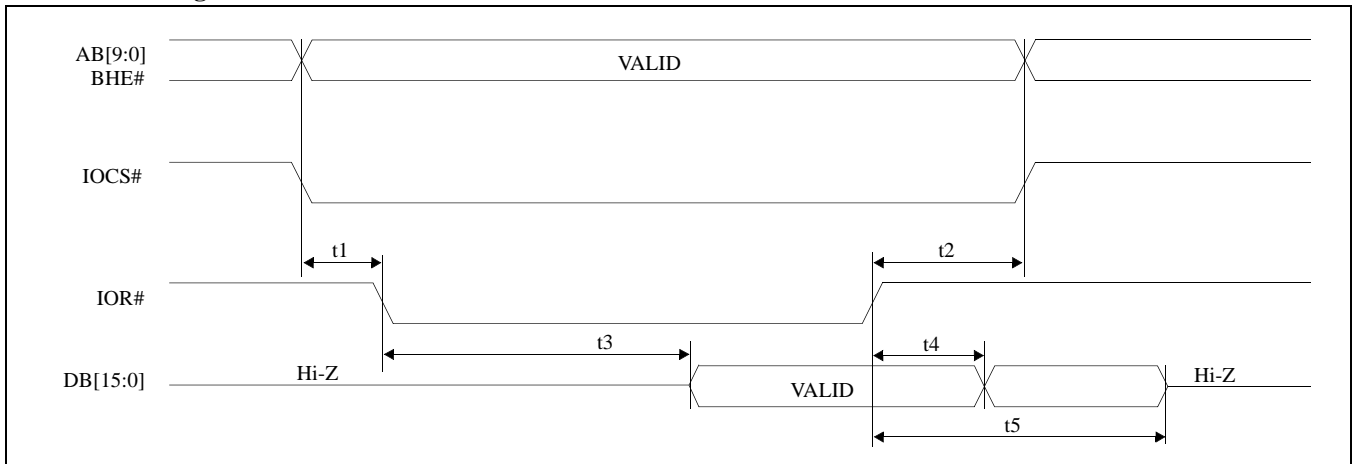 AB[9:0]
BHE#
VALID
IOCS#
t1
t2
IOR#
t3
t4
DB[15:0]
Hi-Z
VALID
Hi-Z
t5